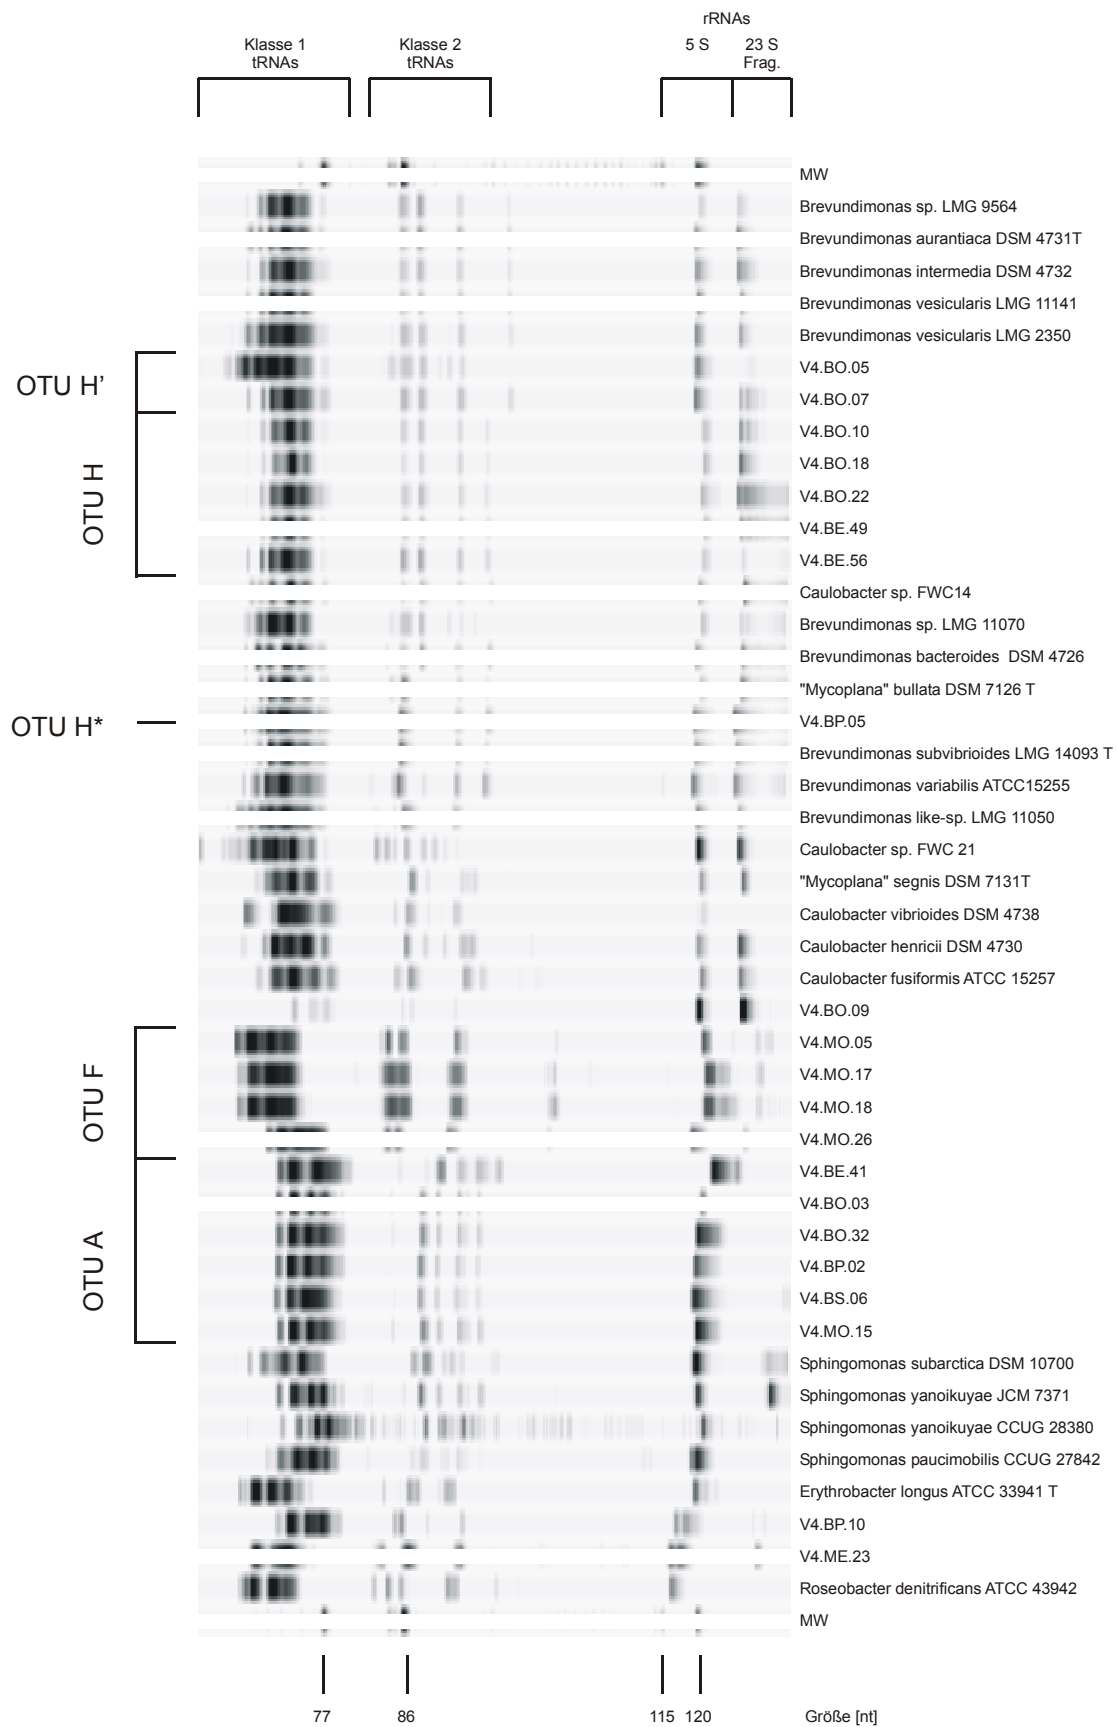 rRNAs
Klasse 1
tRNAs
Klasse 2
tRNAs
5 S
23 S
Frag.
MW
Brevundimonas sp. LMG 9564
Brevundimonas aurantiaca DSM 4731T
Brevundimonas intermedia DSM 4732
Brevundimonas vesicularis LMG 11141
Brevundimonas vesicularis LMG 2350
OTU H’
V4.BO.05
V4.BO.07
OTU H
V4.BO.10
V4.BO.18
V4.BO.22
V4.BE.49
V4.BE.56
Caulobacter sp. FWC14
Brevundimonas sp. LMG 11070
Brevundimonas bacteroides DSM 4726
"Mycoplana" bullata DSM 7126 T
OTU H*
V4.BP.05
Brevundimonas subvibrioides LMG 14093 T
Brevundimonas variabilis ATCC15255
Brevundimonas like-sp. LMG 11050
Caulobacter sp. FWC 21
"Mycoplana" segnis DSM 7131T
Caulobacter vibrioides DSM 4738
Caulobacter henricii DSM 4730
Caulobacter fusiformis ATCC 15257
V4.BO.09
OTU F
V4.MO.05
V4.MO.17
V4.MO.18
V4.MO.26
OTU A
V4.BE.41
V4.BO.03
V4.BO.32
V4.BP.02
V4.BS.06
V4.MO.15
Sphingomonas subarctica DSM 10700
Sphingomonas yanoikuyae JCM 7371
Sphingomonas yanoikuyae CCUG 28380
Sphingomonas paucimobilis CCUG 27842
Erythrobacter longus ATCC 33941 T
V4.BP.10
V4.ME.23
Roseobacter denitrificans ATCC 43942
MW
77 86 115 120 Größe [nt]